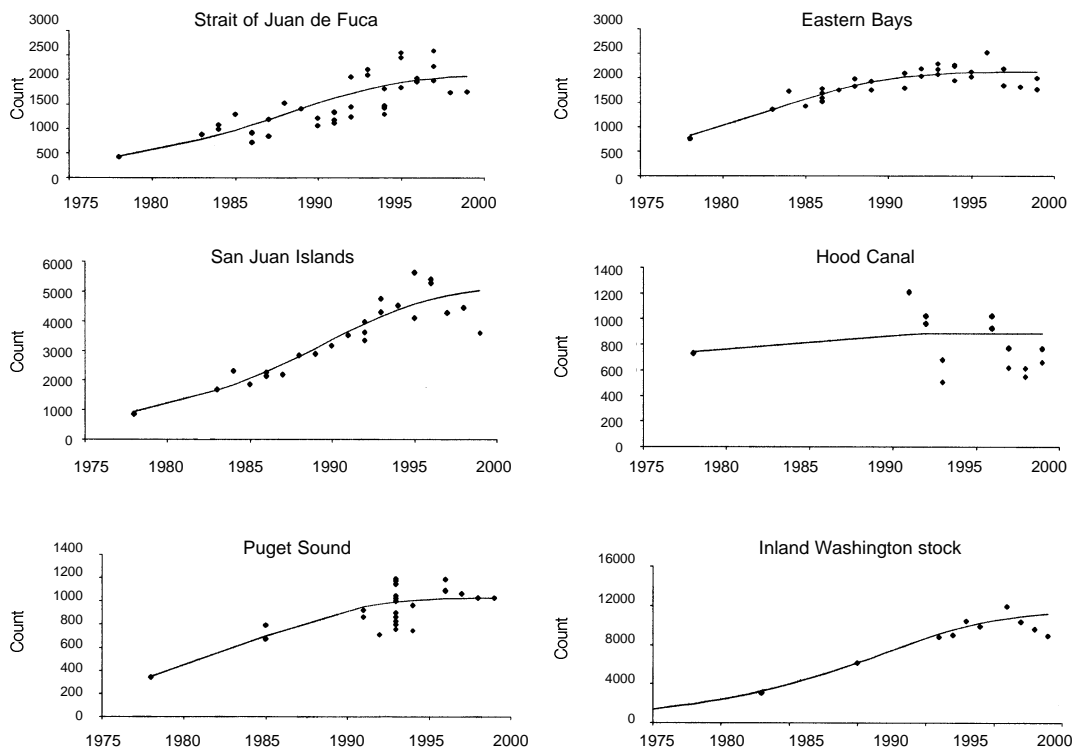 Strait of Juan de Fuca
3000
2500
2000
1500
1000
500
0
Count
1975 1980 1985 1990 1995 2000
Eastern Bays
3000
2500
2000
1500
1000
500
0
Count
1975 1980 1985 1990 1995 2000
San Juan Islands
6000
5000
4000
3000
2000
1000
0
Count
1975 1980 1985 1990 1995 2000
Hood Canal
1400
1200
1000
800
600
400
200
0
Count
1975 1980 1985 1990 1995 2000
Puget Sound
1400
1200
1000
800
600
400
200
0
Count
1975 1980 1985 1990 1995 2000
Inland Washington stock
16000
12000
8000
4000
0
Count
1975 1980 1985 1990 1995 2000